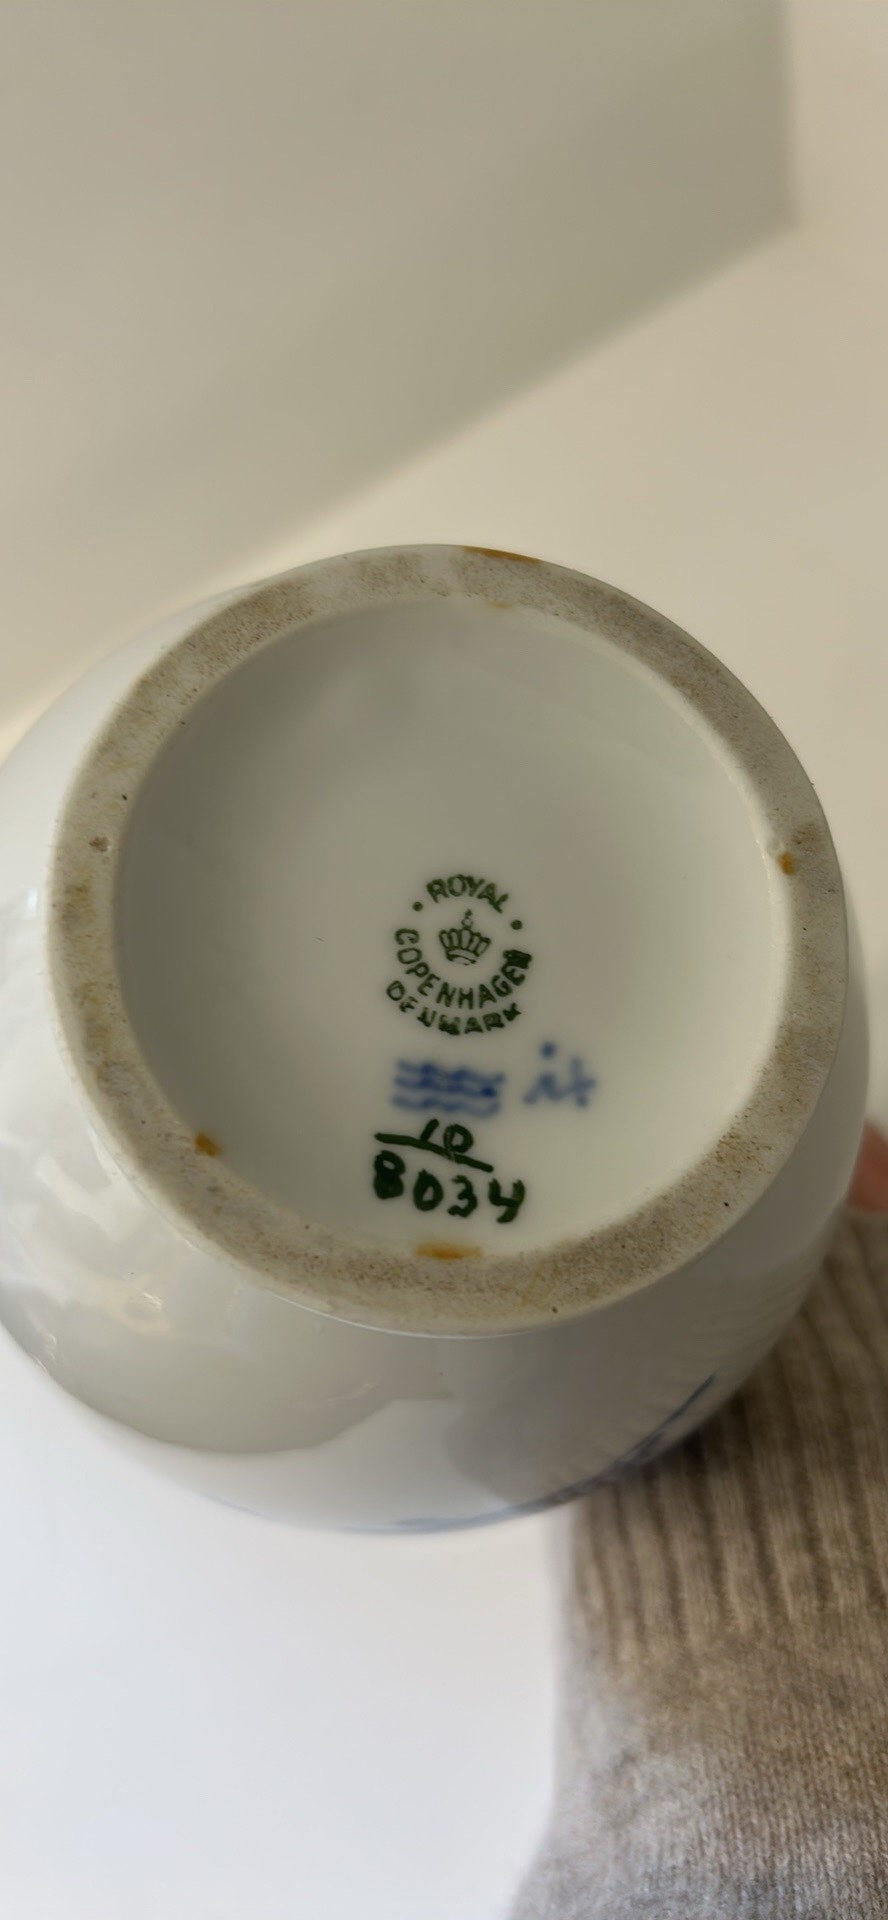 ROYAL
COPENHAGEN
DENMARK
10
8034